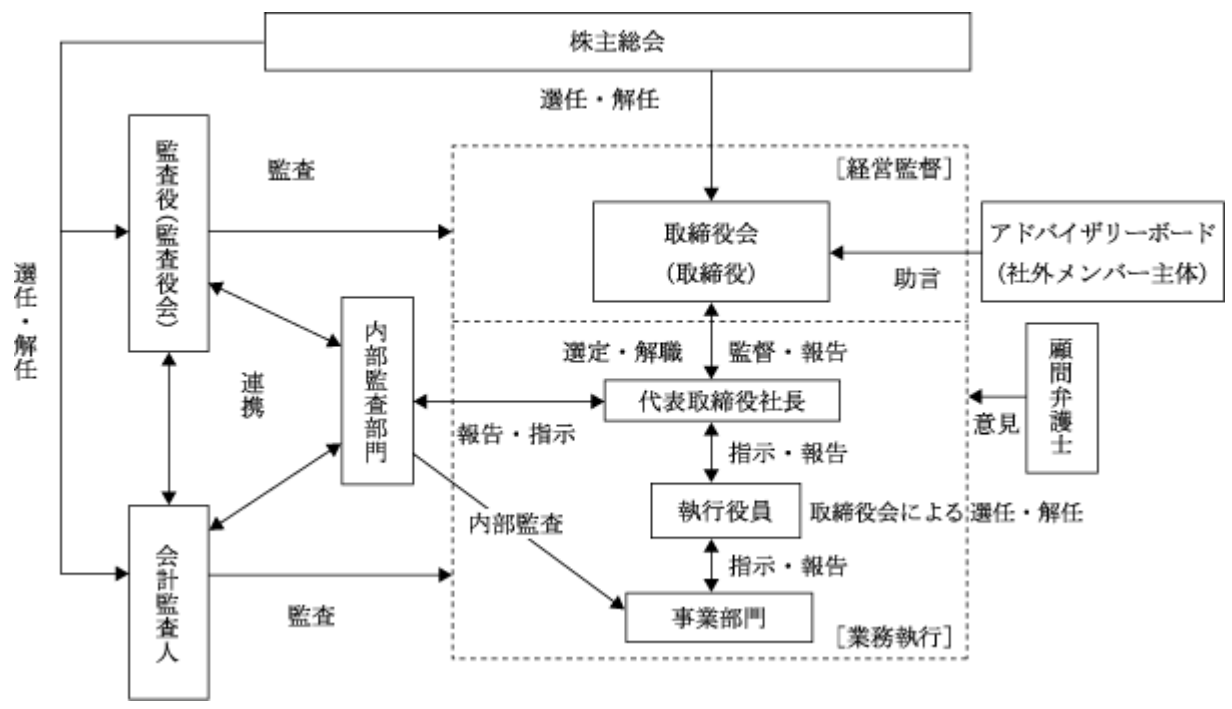 株主総会
選任・解任
監査役(監査役会)
監査
[経営監督]
取締役会
(取締役)
アドバイザリーボード
(社外メンバー主体)
助言
選任・解任
内部監査部門
連携
選定・解職
監督・報告
代表取締役社長
報告・指示
顧問弁護士
意見
指示・報告
執行役員
取締役会による 選任・解任
内部監査
指示・報告
会計監査人
監査
事業部門
[業務執行]